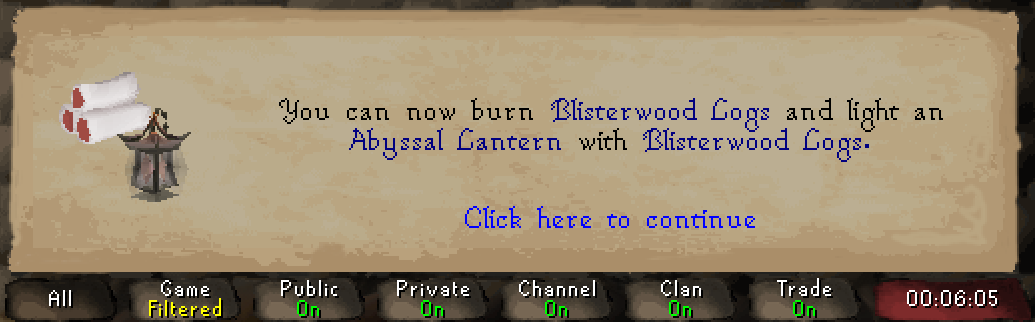 You can now burn Blisterwood Logs and light an
Abyssal Lantern with Blisterwood Logs.
Click here to continue
All
Game
Filtered
Public
On
Private
On
Channel
On
Clan
On
Trade
On
00:06:05